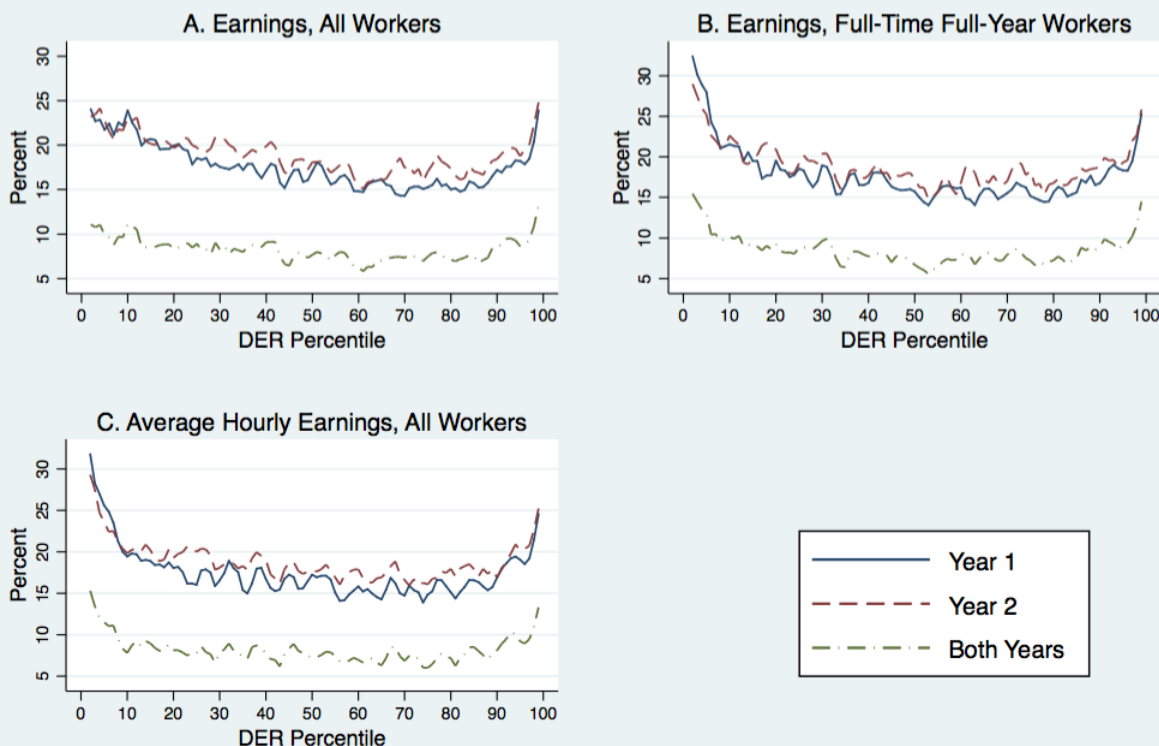 A. Earnings, All Workers
Percent
30
25
20
15
10
5
0 10 20 30 40 50 60 70 80 90 100
DER Percentile
B. Earnings, Full-Time Full-Year Workers
Percent
30
25
20
15
10
5
0 10 20 30 40 50 60 70 80 90 100
DER Percentile
C. Average Hourly Earnings, All Workers
Percent
30
25
20
15
10
5
0 10 20 30 40 50 60 70 80 90 100
DER Percentile
Year 1
Year 2
Both Years